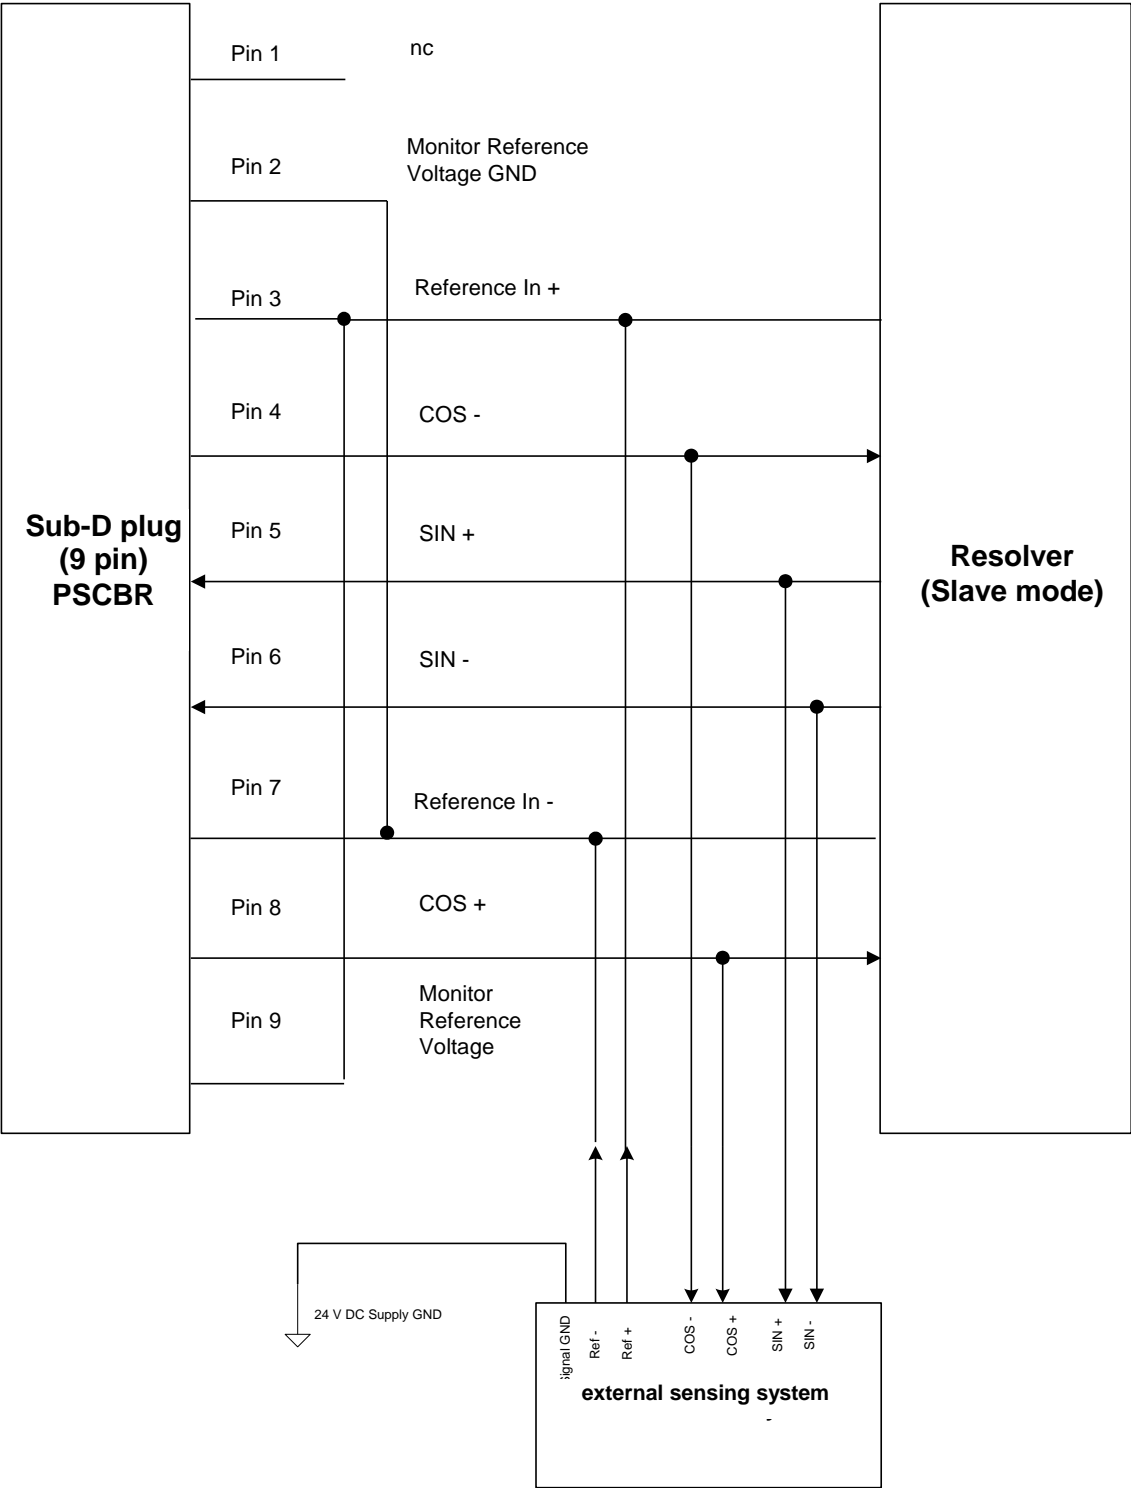 Pin 1
nc
Pin 2
Monitor Reference
Voltage GND
Pin 3
Reference In +
Pin 4
COS -
Sub-D plug
(9 pin)
PSCBR
Pin 5
SIN +
Resolver
(Slave mode)
Pin 6
SIN -
Pin 7
Reference In -
Pin 8
COS +
Pin 9
Monitor
Reference
Voltage
24 V DC Supply GND
Signal GND
Ref -
Ref +
COS -
COS +
SIN +
SIN -
external sensing system
-